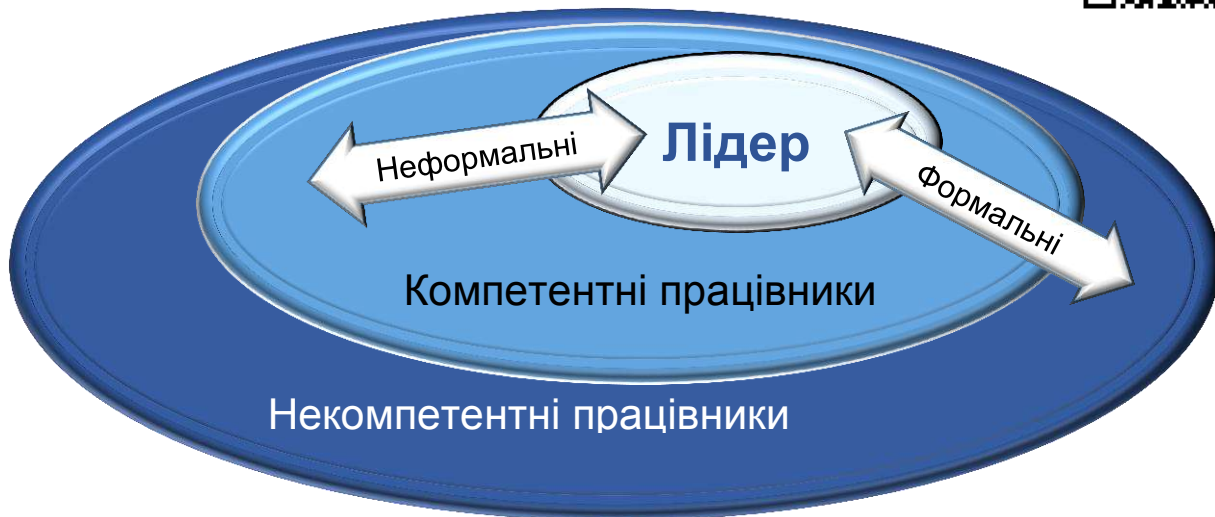 Лідер
Неформальні
Формальні
Компетентні працівники
Некомпетентні працівники